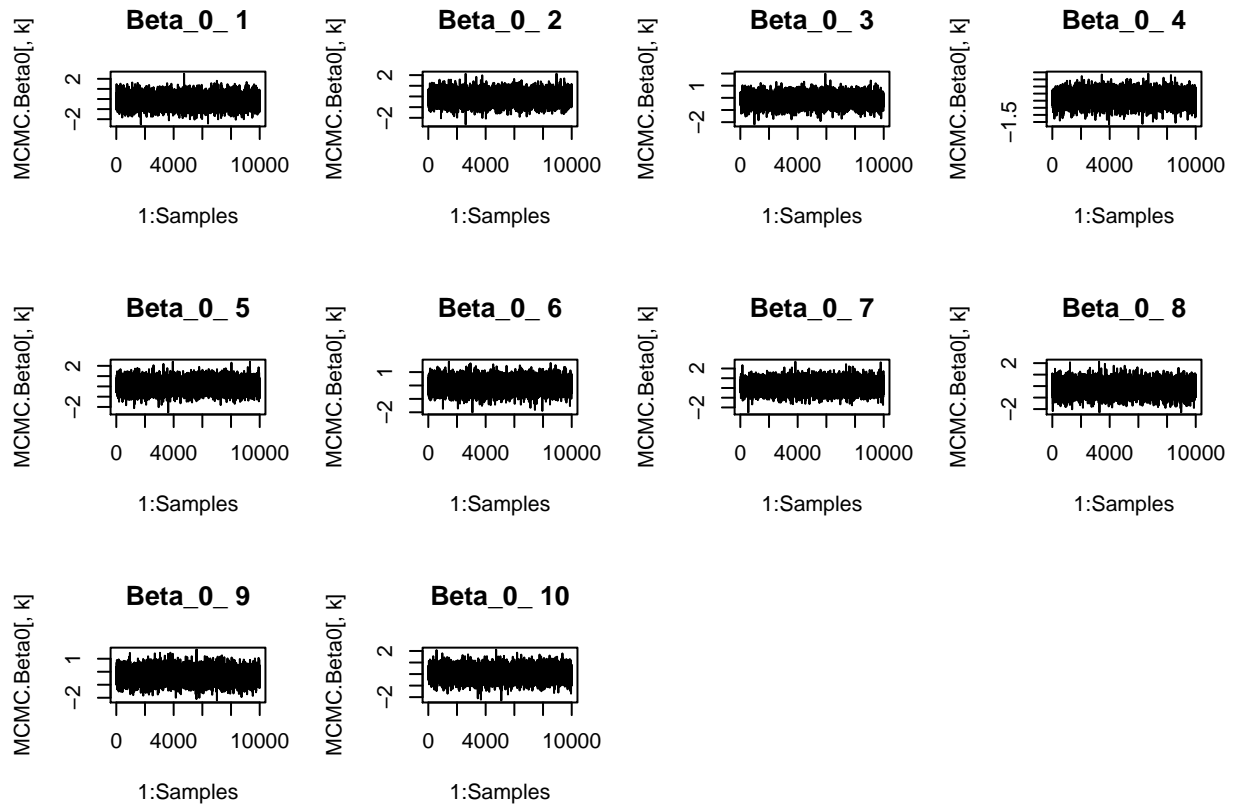 Beta_0_ 1
MCMC.Beta0[, k]
2
−2
0 4000 10000
1:Samples
Beta_0_ 2
MCMC.Beta0[, k]
2
−2
0 4000 10000
1:Samples
Beta_0_ 3
MCMC.Beta0[, k]
1
−2
0 4000 10000
1:Samples
Beta_0_ 4
MCMC.Beta0[, k]
−1.5
0 4000 10000
1:Samples
Beta_0_ 5
MCMC.Beta0[, k]
2
−2
0 4000 10000
1:Samples
Beta_0_ 6
MCMC.Beta0[, k]
1
−2
0 4000 10000
1:Samples
Beta_0_ 7
MCMC.Beta0[, k]
2
−2
0 4000 10000
1:Samples
Beta_0_ 8
MCMC.Beta0[, k]
2
−2
0 4000 10000
1:Samples
Beta_0_ 9
MCMC.Beta0[, k]
1
−2
0 4000 10000
1:Samples
Beta_0_ 10
MCMC.Beta0[, k]
2
−2
0 4000 10000
1:Samples